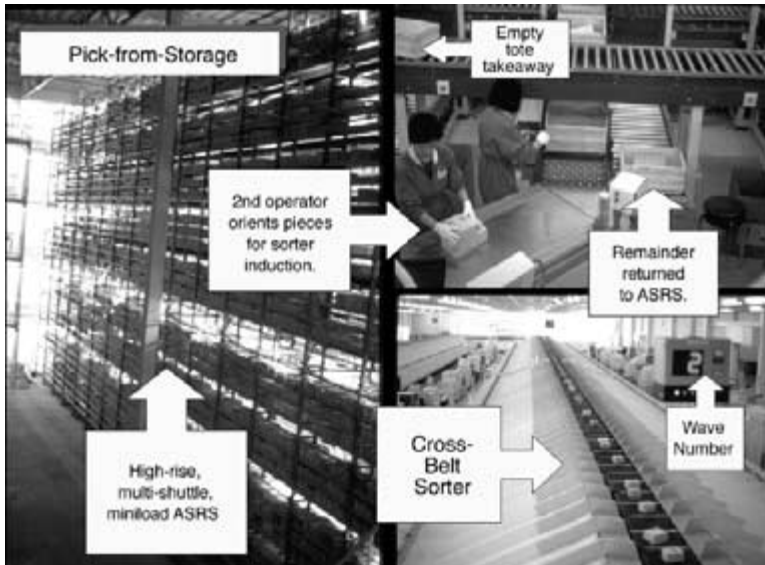 Pick-from-Storage
Empty
tote
takeaway
2nd operator
orients pieces
for sorter
induction.
Remainder
returned
to ASRS.
High-rise,
multi-shuttle,
miniload ASRS
Cross-
Belt
Sorter
2
Wave
Number